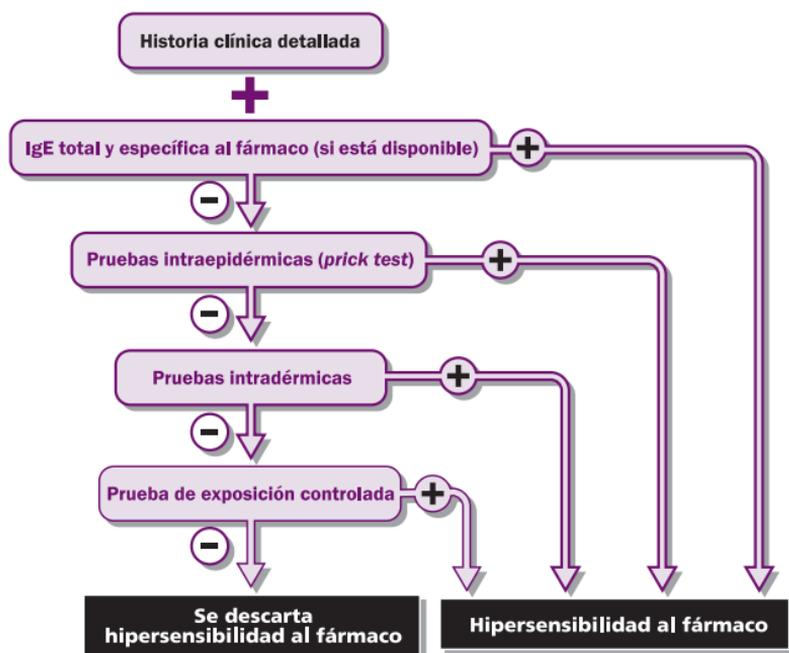 Historia clínica detallada
+
IgE total y específica al fármaco (si está disponible)
+
−
Pruebas intraepidérmicas (prick test)
+
−
Pruebas intradérmicas
+
−
Prueba de exposición controlada
+
−
Se descarta
hipersensibilidad al fármaco
Hipersensibilidad al fármaco